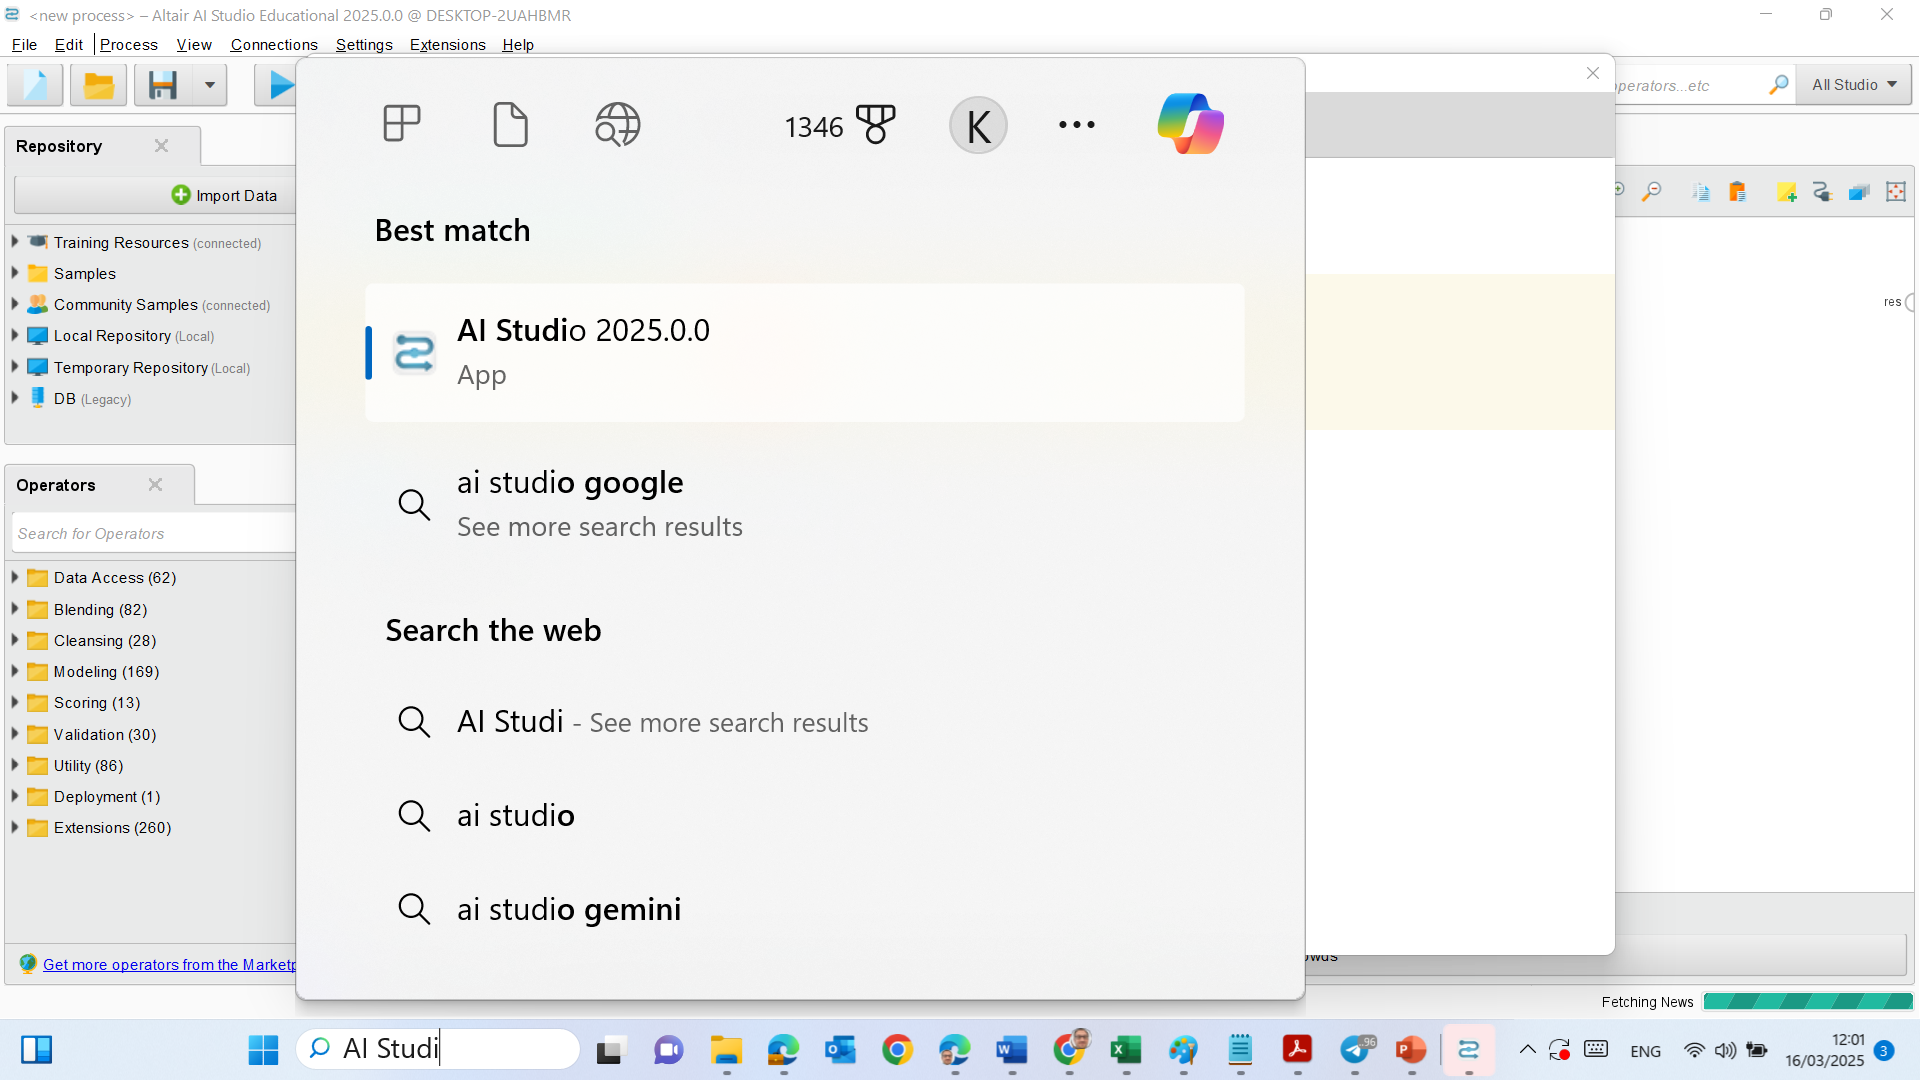 <new process> – Altair AI Studio Educational 2025.0.0 @ DESKTOP-2UAHBMR
File Edit Process View Connections Settings Extensions Help
operators...etc
All Studio
1346
K
Repository
Import Data
Training Resources (connected)
Samples
Community Samples (connected)
Local Repository (Local)
Temporary Repository (Local)
DB (Legacy)
Operators
Search for Operators
Data Access (62)
Blending (82)
Cleansing (28)
Modeling (169)
Scoring (13)
Validation (30)
Utility (86)
Deployment (1)
Extensions (260)
Get more operators from the
Best match
AI Studio 2025.0.0
App
ai studio google
See more search results
Search the web
AI Studi - See more search results
ai studio
ai studio gemini
res
Fetching News
AI Studi
96
ENG
12:01
16/03/2025
3